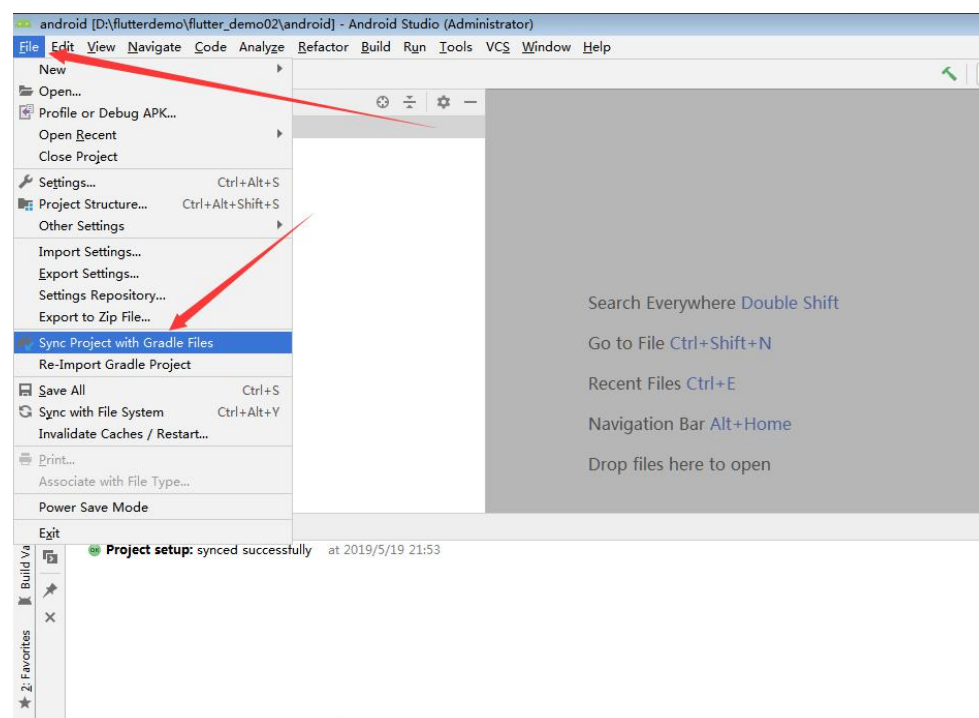 android [D:\flutterdemo\flutter_demo02\android] - Android Studio (Administrator)
File Edit View Navigate Code Analyze Refactor Build Run Tools VCS Window Help
New
Open...
Profile or Debug APK...
Open Recent
Close Project
Settings... Ctrl+Alt+S
Project Structure... Ctrl+Alt+Shift+S
Other Settings
Import Settings...
Export Settings...
Settings Repository...
Export to Zip File...
Sync Project with Gradle Files
Re-Import Gradle Project
Save All Ctrl+S
Sync with File System Ctrl+Alt+Y
Invalidate Caches / Restart...
Print...
Associate with File Type...
Power Save Mode
Exit
Search Everywhere Double Shift
Go to File Ctrl+Shift+N
Recent Files Ctrl+E
Navigation Bar Alt+Home
Drop files here to open
Project setup: synced successfully at 2019/5/19 21:53
Build Va
2: Favorites